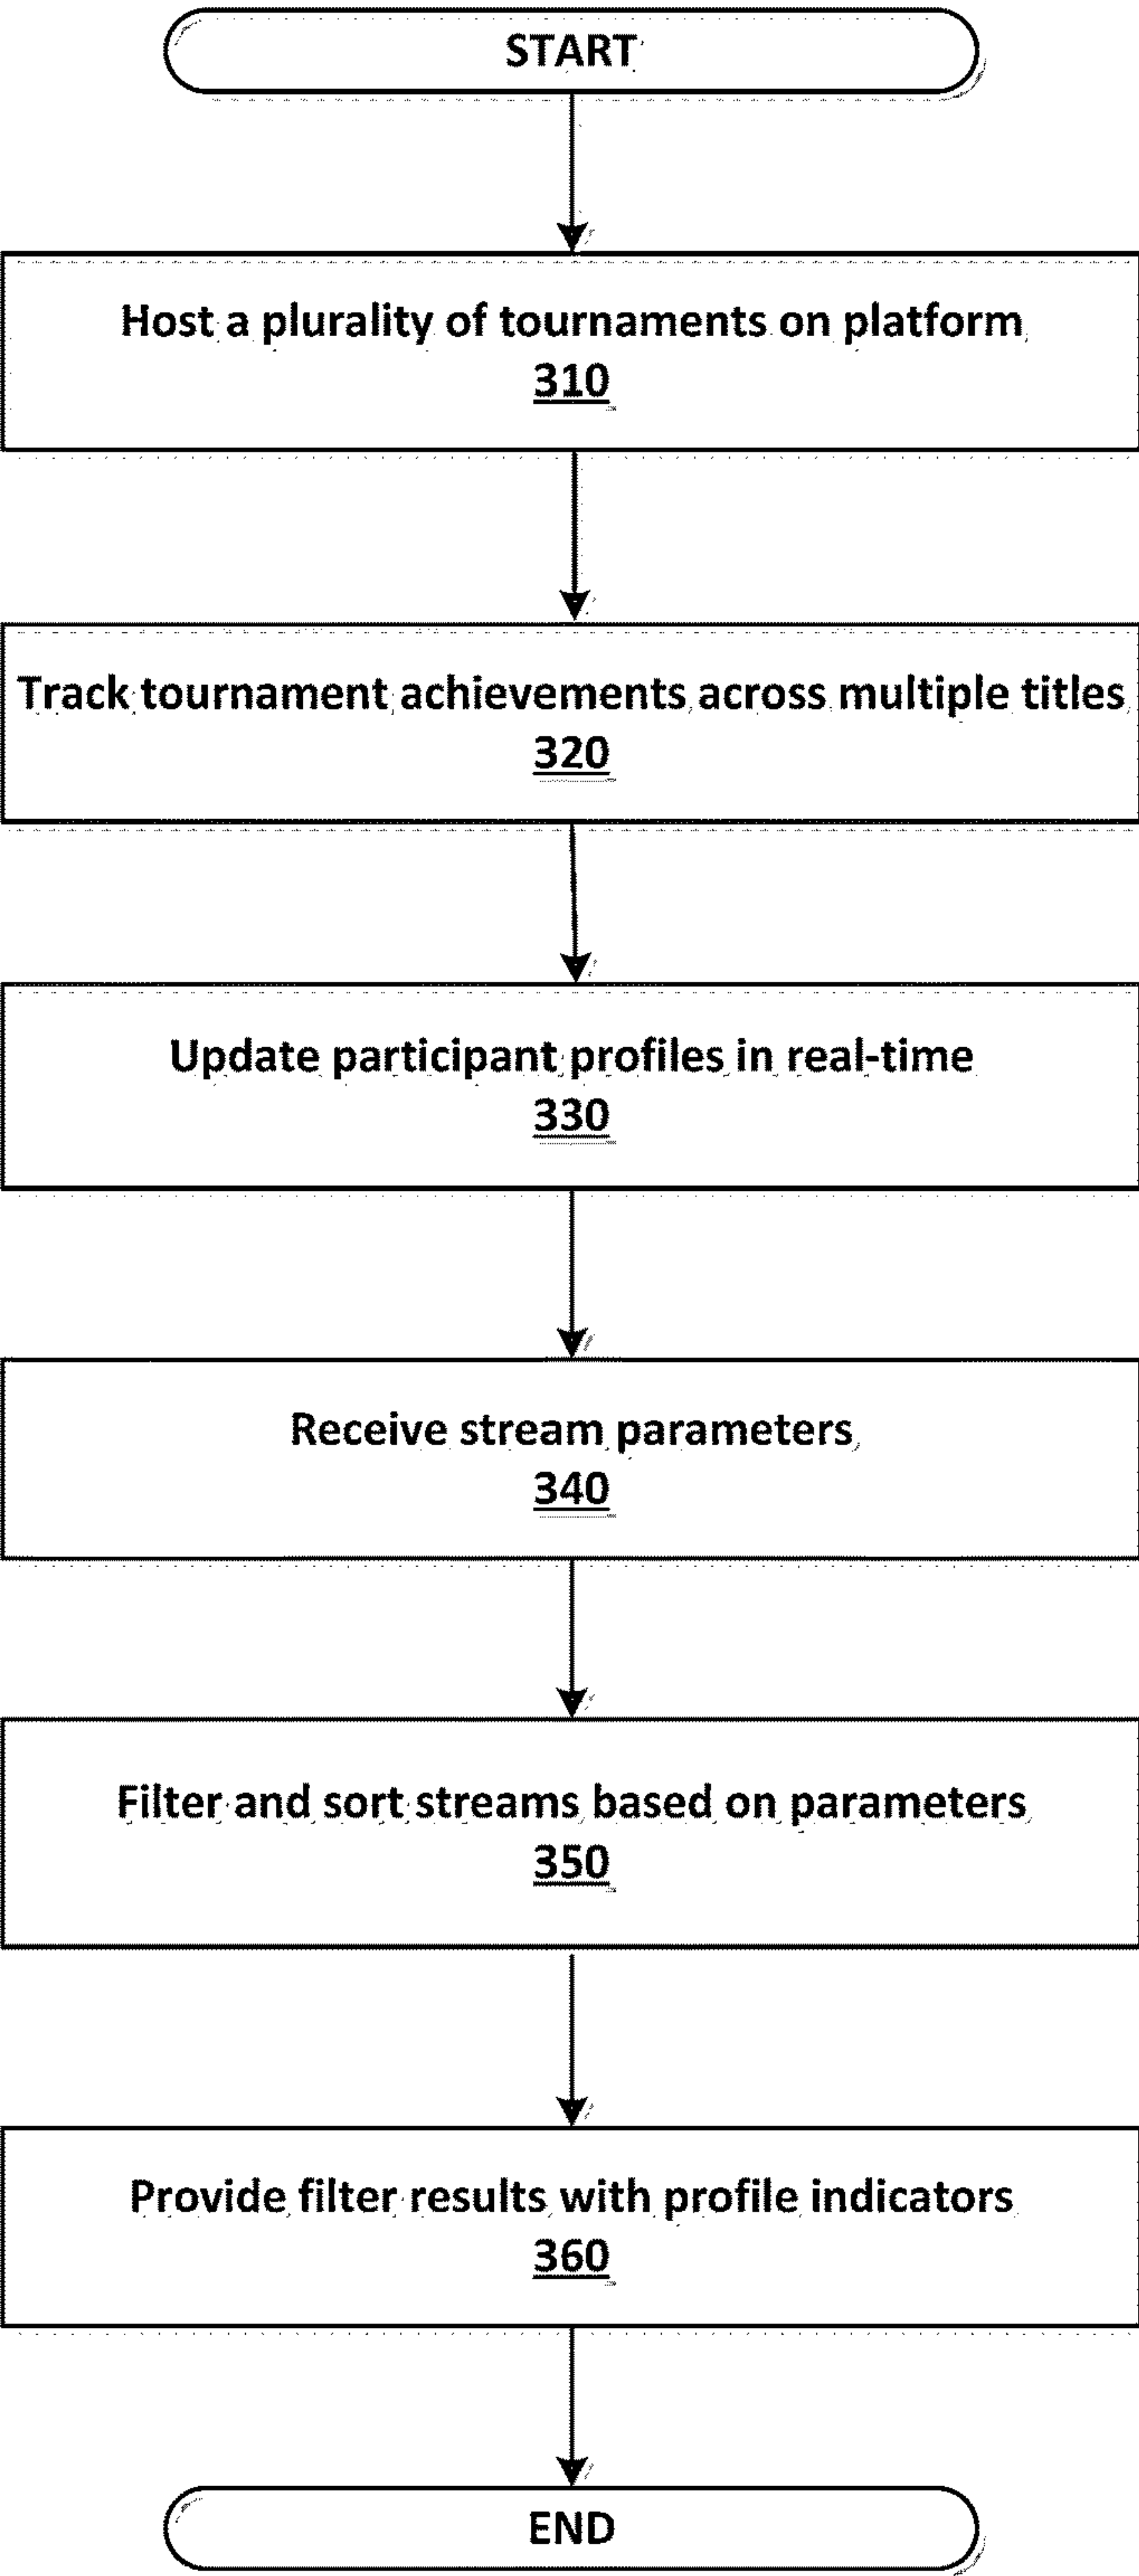 START
Host a plurality of tournaments on platform
310
Track tournament achievements across multiple titles
320
Update participant profiles in real-time
330
Receive stream parameters
340
Filter and sort streams based on parameters
350
Provide filter results with profile indicators
360
END